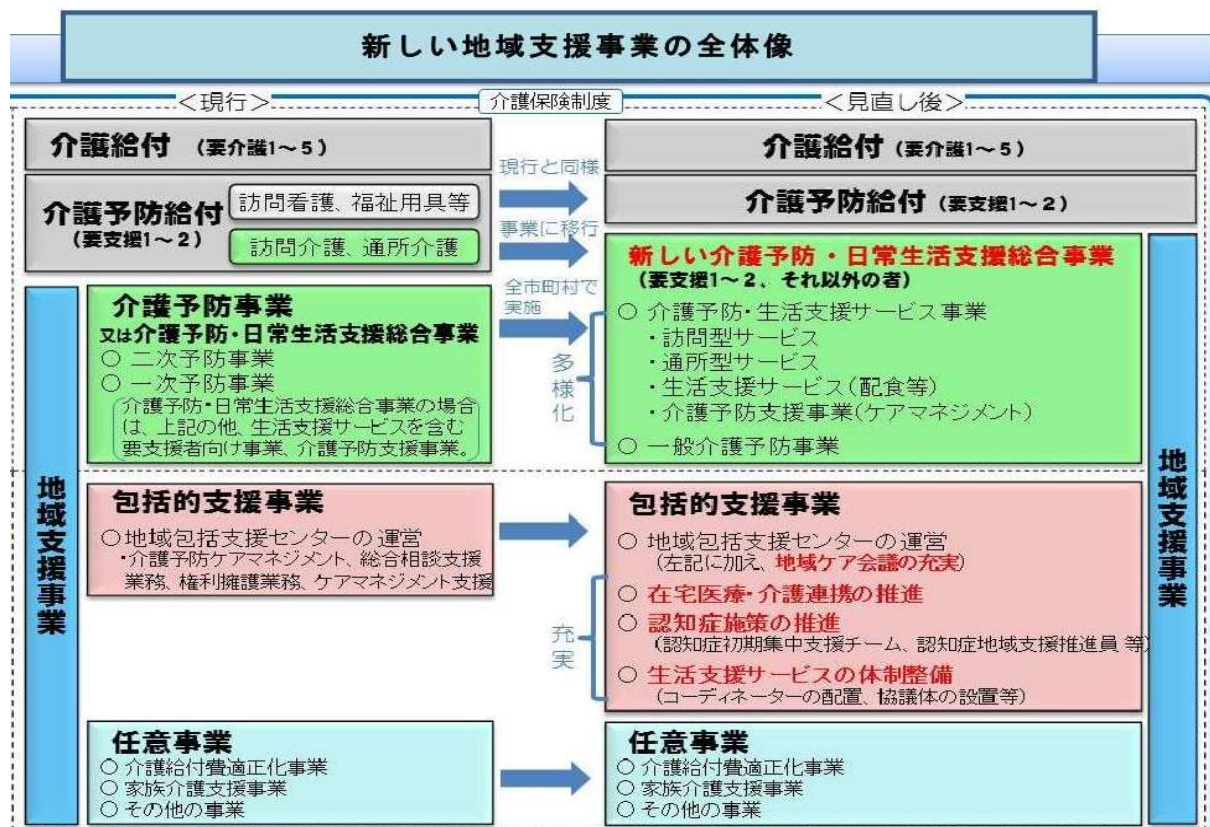 新しい地域支援事業の全体像
<現行>
介護保険制度
<見直し後>
介護給付 (要介護1~5)
介護予防給付
(要支援1~2)
訪問看護、福祉用具等
訪問介護、通所介護
介護予防事業
又は介護予防・日常生活支援総合事業
○ 二次予防事業
○ 一次予防事業
介護予防・日常生活支援総合事業の場合
は、上記の他、生活支援サービスを含む
要支援者向け事業、介護予防支援事業。
地域支援事業
包括的支援事業
○地域包括支援センターの運営
・介護予防ケアマネジメント、総合相談支援
業務、権利擁護業務、ケアマネジメント支援
任意事業
○ 介護給付費適正化事業
○ 家族介護支援事業
○ その他の事業
現行と同様
事業に移行
全市町村で
実施
多様化
充実
介護給付 (要介護1~5)
介護予防給付 (要支援1~2)
新しい介護予防・日常生活支援総合事業
(要支援1~2、それ以外の者)
○ 介護予防・生活支援サービス事業
・訪問型サービス
・通所型サービス
・生活支援サービス(配食等)
・介護予防支援事業(ケアマネジメント)
○ 一般介護予防事業
包括的支援事業
○ 地域包括支援センターの運営
(左記に加え、地域ケア会議の充実)
○ 在宅医療・介護連携の推進
○ 認知症施策の推進
(認知症初期集中支援チーム、認知症地域支援推進員 等)
○ 生活支援サービスの体制整備
(コーディネーターの配置、協議体の設置等)
任意事業
○ 介護給付費適正化事業
○ 家族介護支援事業
○ その他の事業
地域支援事業